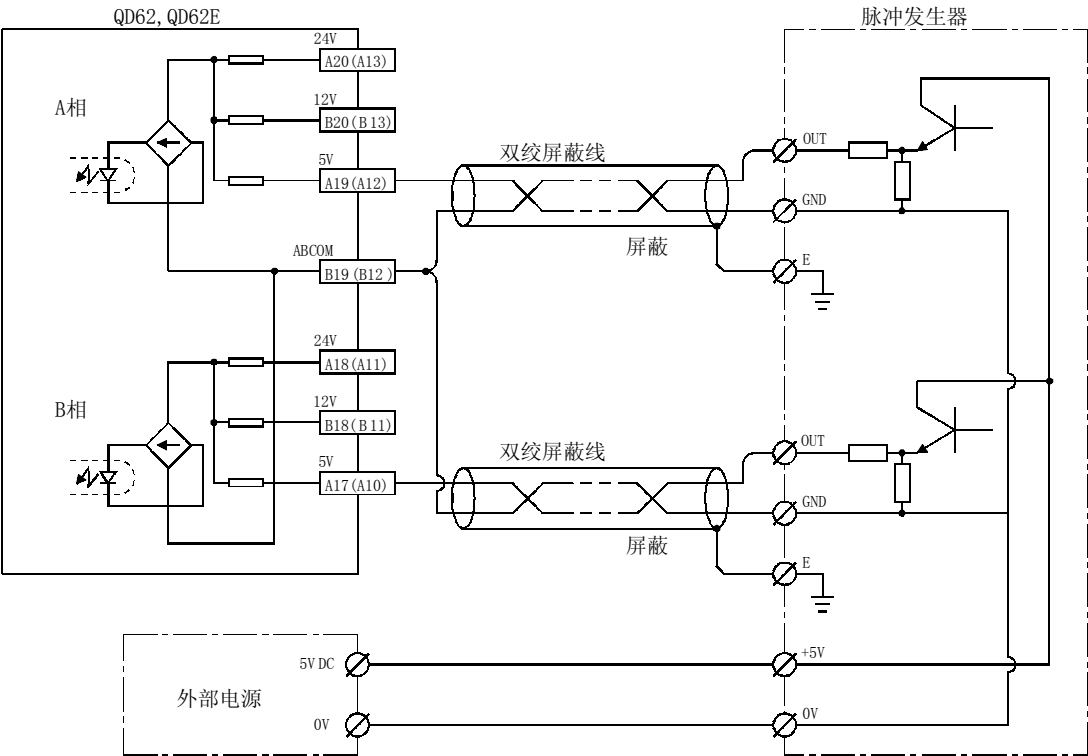 QD62, QD62E
脉冲发生器
24V
A20(A13)
A相
12V
B20(B13)
OUT
5V
双绞屏蔽线
A19(A12)
GND
屏蔽
ABCOM
E
B19(B12)
24V
A18(A11)
12V
B相
B18(B11)
OUT
双绞屏蔽线
5V
A17(A10)
GND
屏蔽
E
5V DC
+5V
外部电源
0V
0V